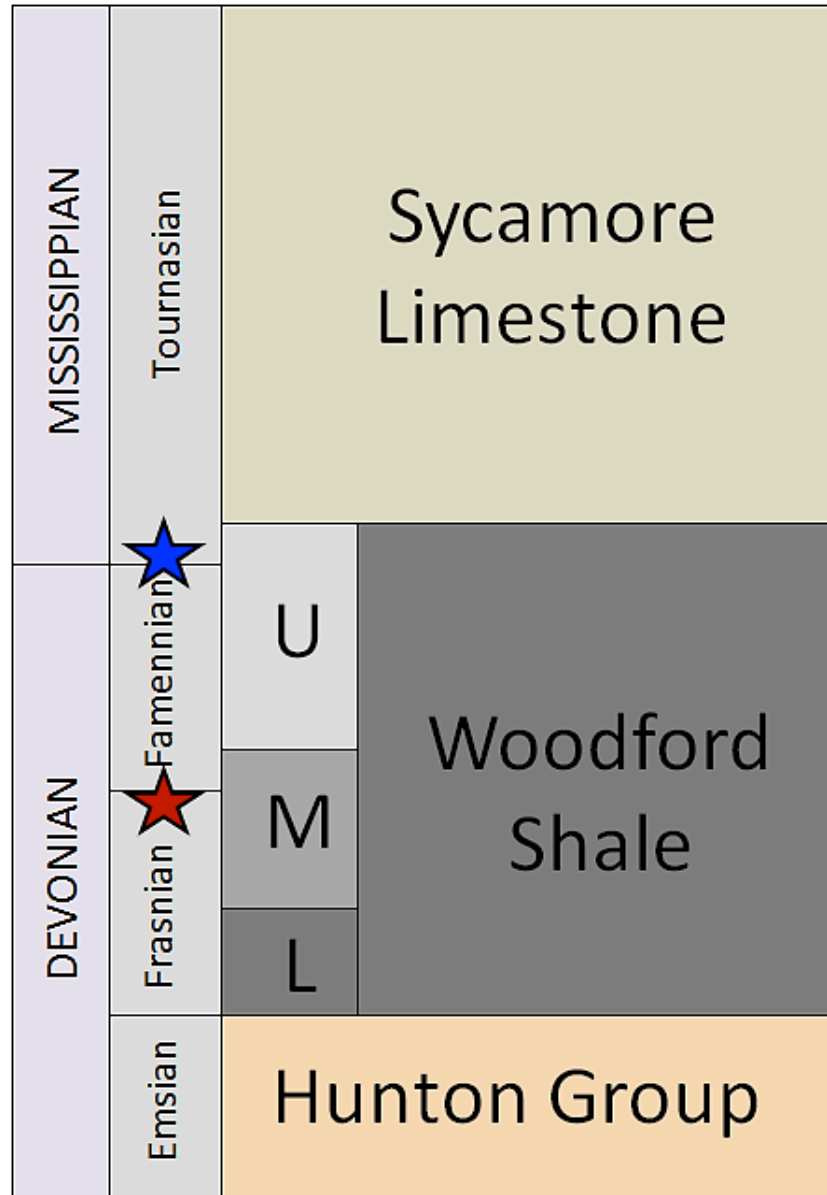 MISSISSIPPIAN
DEVONIAN
Tournasian
Famennian
Frasnian
Emsian
Sycamore
Limestone
U
M
L
Woodford
Shale
Hunton Group